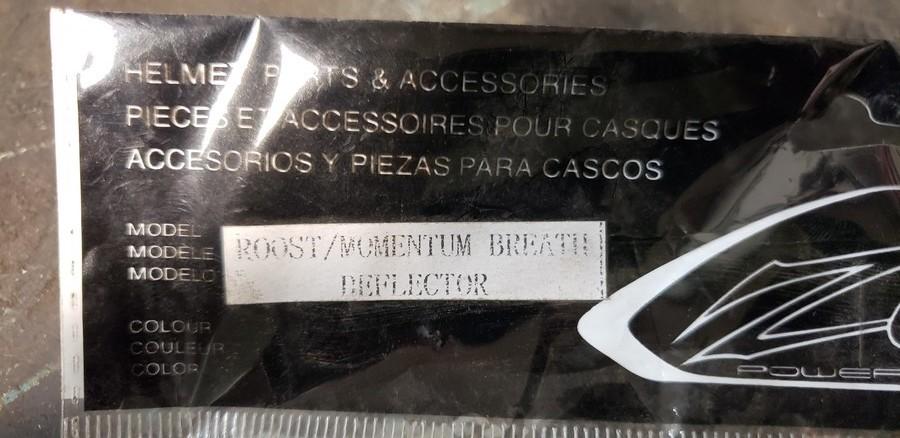 HELMET PARTS & ACCESSORIES
PIECES ET ACCESSOIRES POUR CASQUES
ACCESORIOS Y PIEZAS PARA CASCOS
MODEL
MODÈLE
MODELO
ROOST/MOMENTUM BREATH
DEFLECTOR
COLOUR
COULEUR
COLOR
POWER